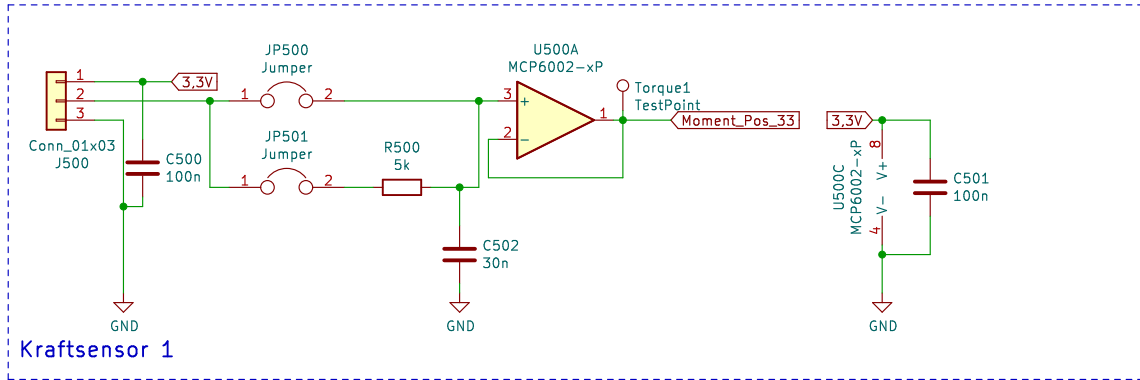 JP500
Jumper
1
2
U500A
MCP6002-xP
3
+
2
−
1
Torque1
TestPoint
Moment_Pos_33
1
2
3
3,3V
Conn_01x03
J500
C500
100n
JP501
Jumper
1
2
R500
5k
C502
30n
GND
GND
3,3V
8
V+
U500C
MCP6002-xP
V-
4
C501
100n
GND
Kraftsensor 1